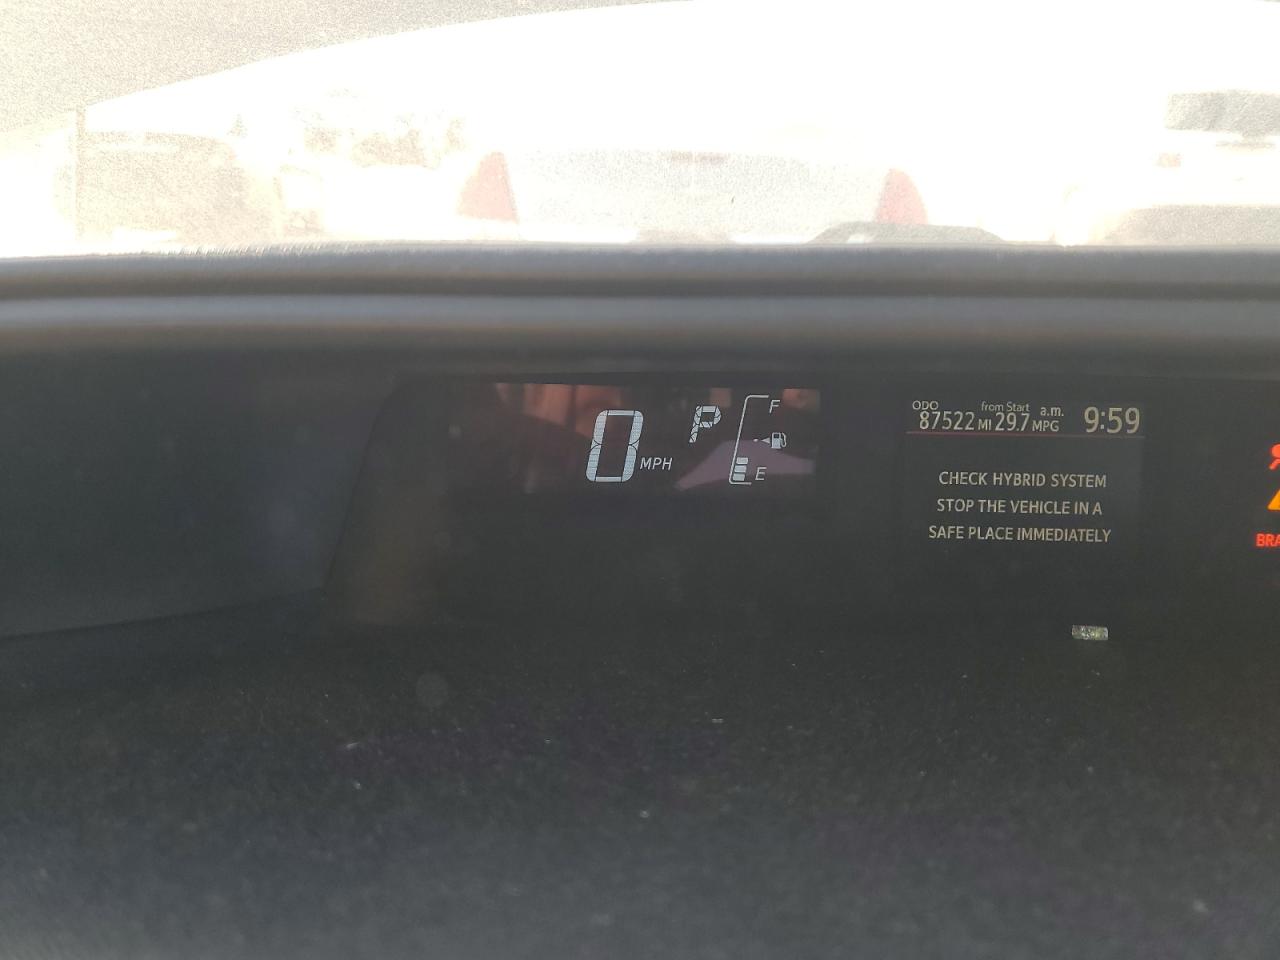 0 MPH
P
F
E
ODO 87522 MI
from Start 29.7 MPG
a.m. 9:59
CHECK HYBRID SYSTEM
STOP THE VEHICLE IN A
SAFE PLACE IMMEDIATELY
BRA